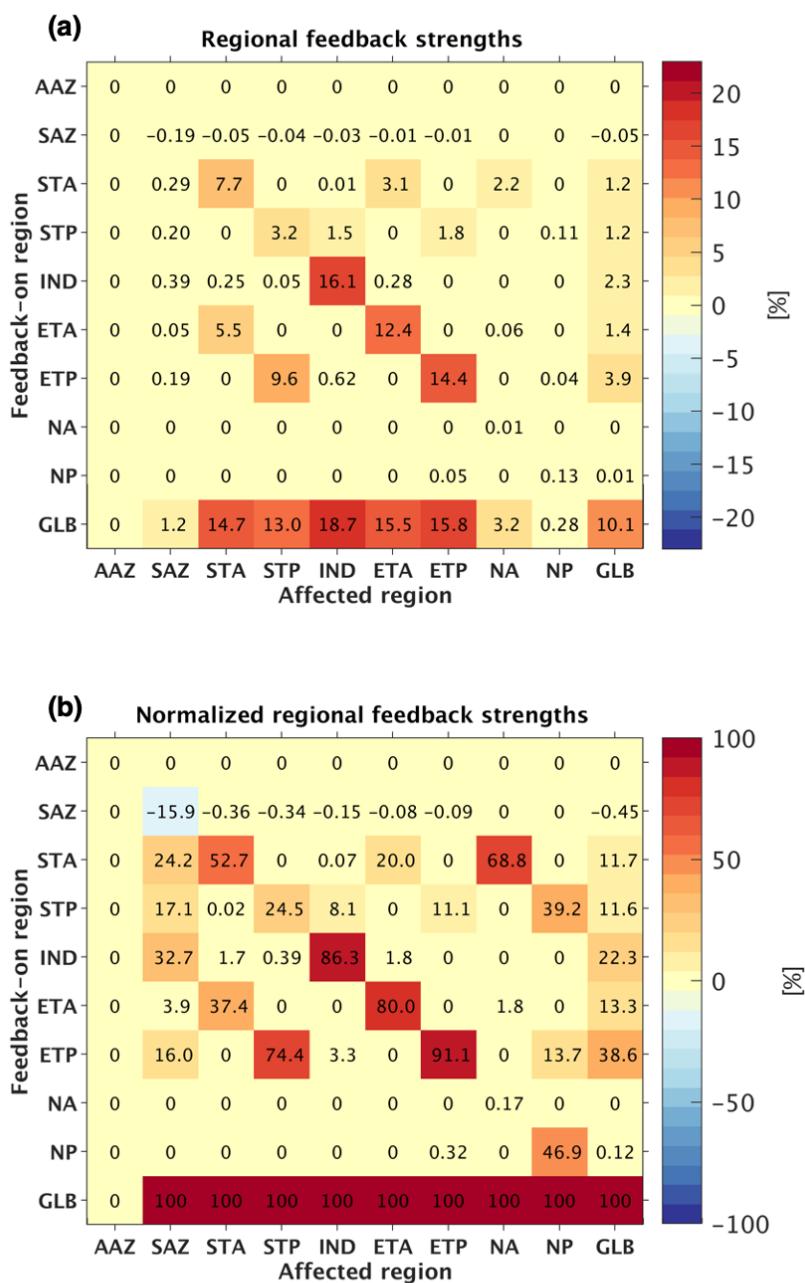 (a)
Regional feedback strengths
AAZ 0 0 0 0 0 0 0 0 0 0
SAZ 0 −0.19 −0.05 −0.04 −0.03 −0.01 −0.01 0 0 −0.05
STA 0 0.29 7.7 0 0.01 3.1 0 2.2 0 1.2
STP 0 0.20 0 3.2 1.5 0 1.8 0 0.11 1.2
IND 0 0.39 0.25 0.05 16.1 0.28 0 0 0 2.3
ETA 0 0.05 5.5 0 0 12.4 0 0.06 0 1.4
ETP 0 0.19 0 9.6 0.62 0 14.4 0 0.04 3.9
NA 0 0 0 0 0 0 0 0.01 0 0
NP 0 0 0 0 0 0 0.05 0 0.13 0.01
GLB 0 1.2 14.7 13.0 18.7 15.5 15.8 3.2 0.28 10.1
AAZ SAZ STA STP IND ETA ETP NA NP GLB
Affected region
Feedback-on region
20
15
10
5
0
-5
-10
-15
-20
[%]
(b)
Normalized regional feedback strengths
AAZ 0 0 0 0 0 0 0 0 0 0
SAZ 0 −15.9 −0.36 −0.34 −0.15 −0.08 −0.09 0 0 −0.45
STA 0 24.2 52.7 0 0.07 20.0 0 68.8 0 11.7
STP 0 17.1 0.02 24.5 8.1 0 11.1 0 39.2 11.6
IND 0 32.7 1.7 0.39 86.3 1.8 0 0 0 22.3
ETA 0 3.9 37.4 0 0 80.0 0 1.8 0 13.3
ETP 0 16.0 0 74.4 3.3 0 91.1 0 13.7 38.6
NA 0 0 0 0 0 0 0 0.17 0 0
NP 0 0 0 0 0 0 0.32 0 46.9 0.12
GLB 0 100 100 100 100 100 100 100 100 100
AAZ SAZ STA STP IND ETA ETP NA NP GLB
Affected region
Feedback-on region
100
50
0
-50
-100
[%]